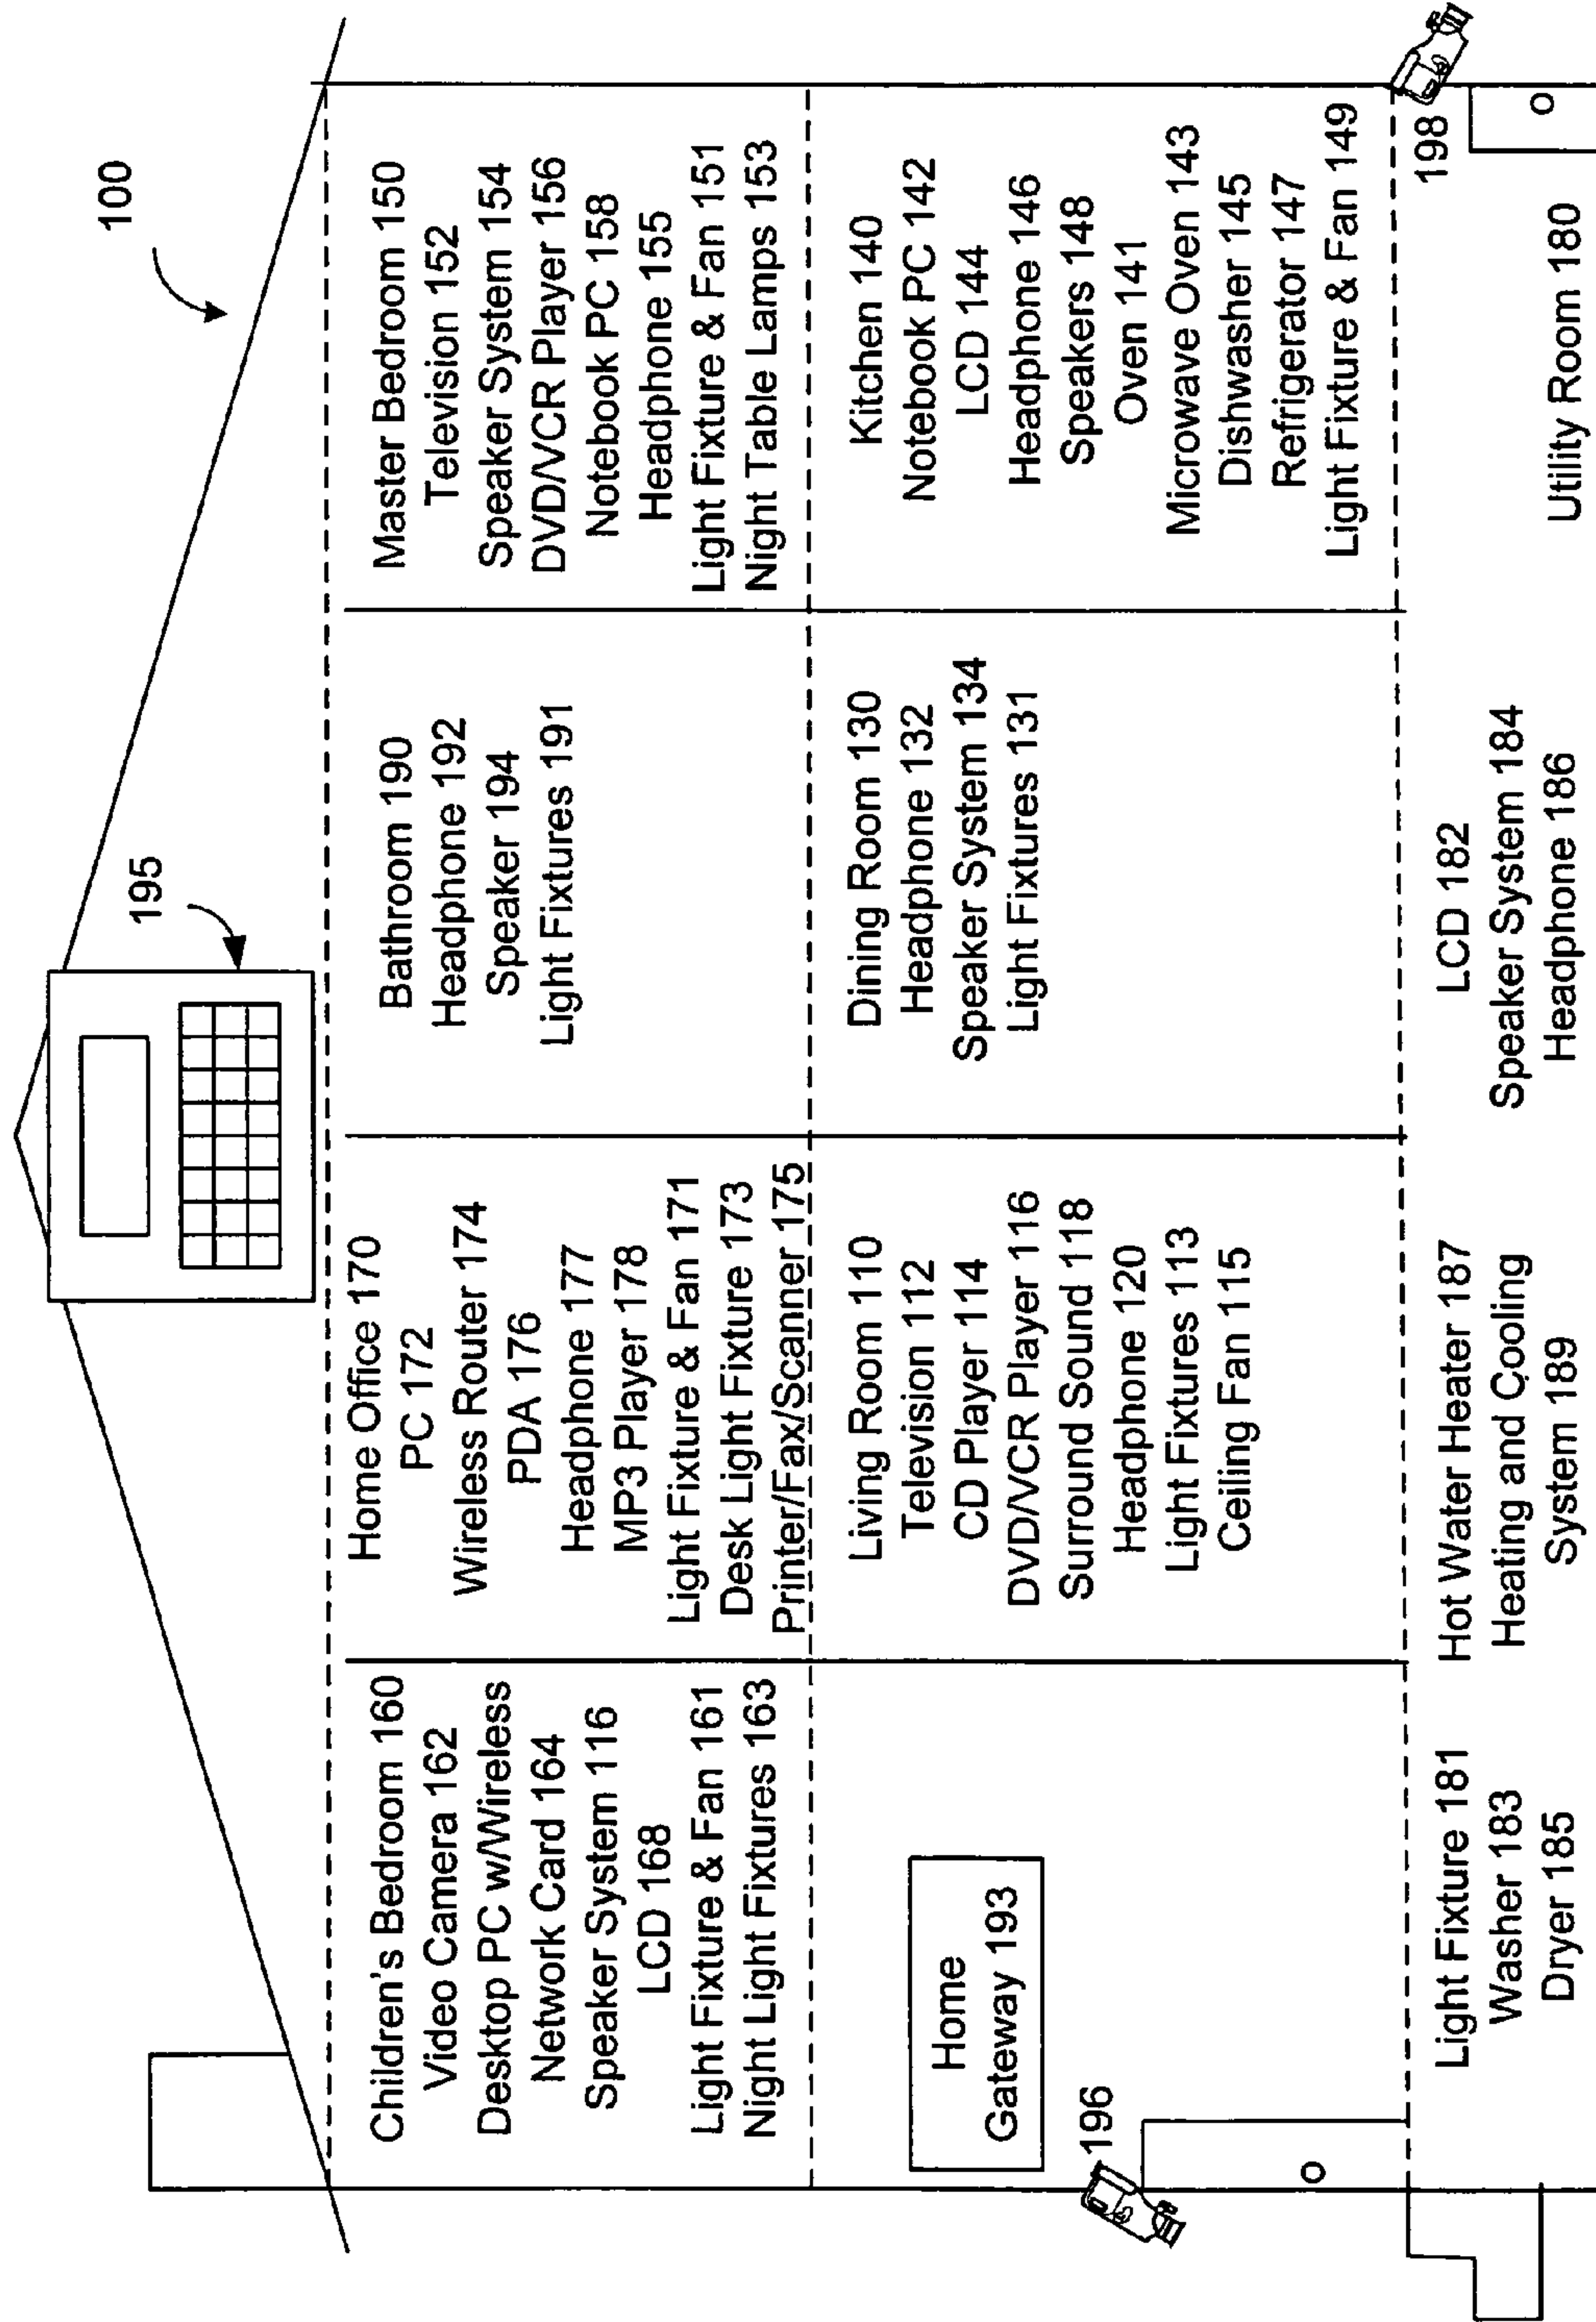 100
195
Children's Bedroom 160
Video Camera 162
Desktop PC w/Wireless
Network Card 164
Speaker System 116
LCD 168
Light Fixture & Fan 161
Night Light Fixtures 163
Home Office 170
PC 172
Wireless Router 174
PDA 176
Headphone 177
MP3 Player 178
Light Fixture & Fan 171
Desk Light Fixture 173
Printer/Fax/Scanner 175
Bathroom 190
Headphone 192
Speaker 194
Light Fixtures 191
Master Bedroom 150
Television 152
Speaker System 154
DVD/VCR Player 156
Notebook PC 158
Headphone 155
Light Fixture & Fan 151
Night Table Lamps 153
Home
Gateway 193
196
Living Room 110
Television 112
CD Player 114
DVD/VCR Player 116
Surround Sound 118
Headphone 120
Light Fixtures 113
Ceiling Fan 115
Dining Room 130
Headphone 132
Speaker System 134
Light Fixtures 131
Kitchen 140
Notebook PC 142
LCD 144
Headphone 146
Speakers 148
Oven 141
Microwave Oven 143
Dishwasher 145
Refrigerator 147
Light Fixture & Fan 149
198
Light Fixture 181
Washer 183
Dryer 185
Hot Water Heater 187
Heating and Cooling
System 189
LCD 182
Speaker System 184
Headphone 186
Utility Room 180